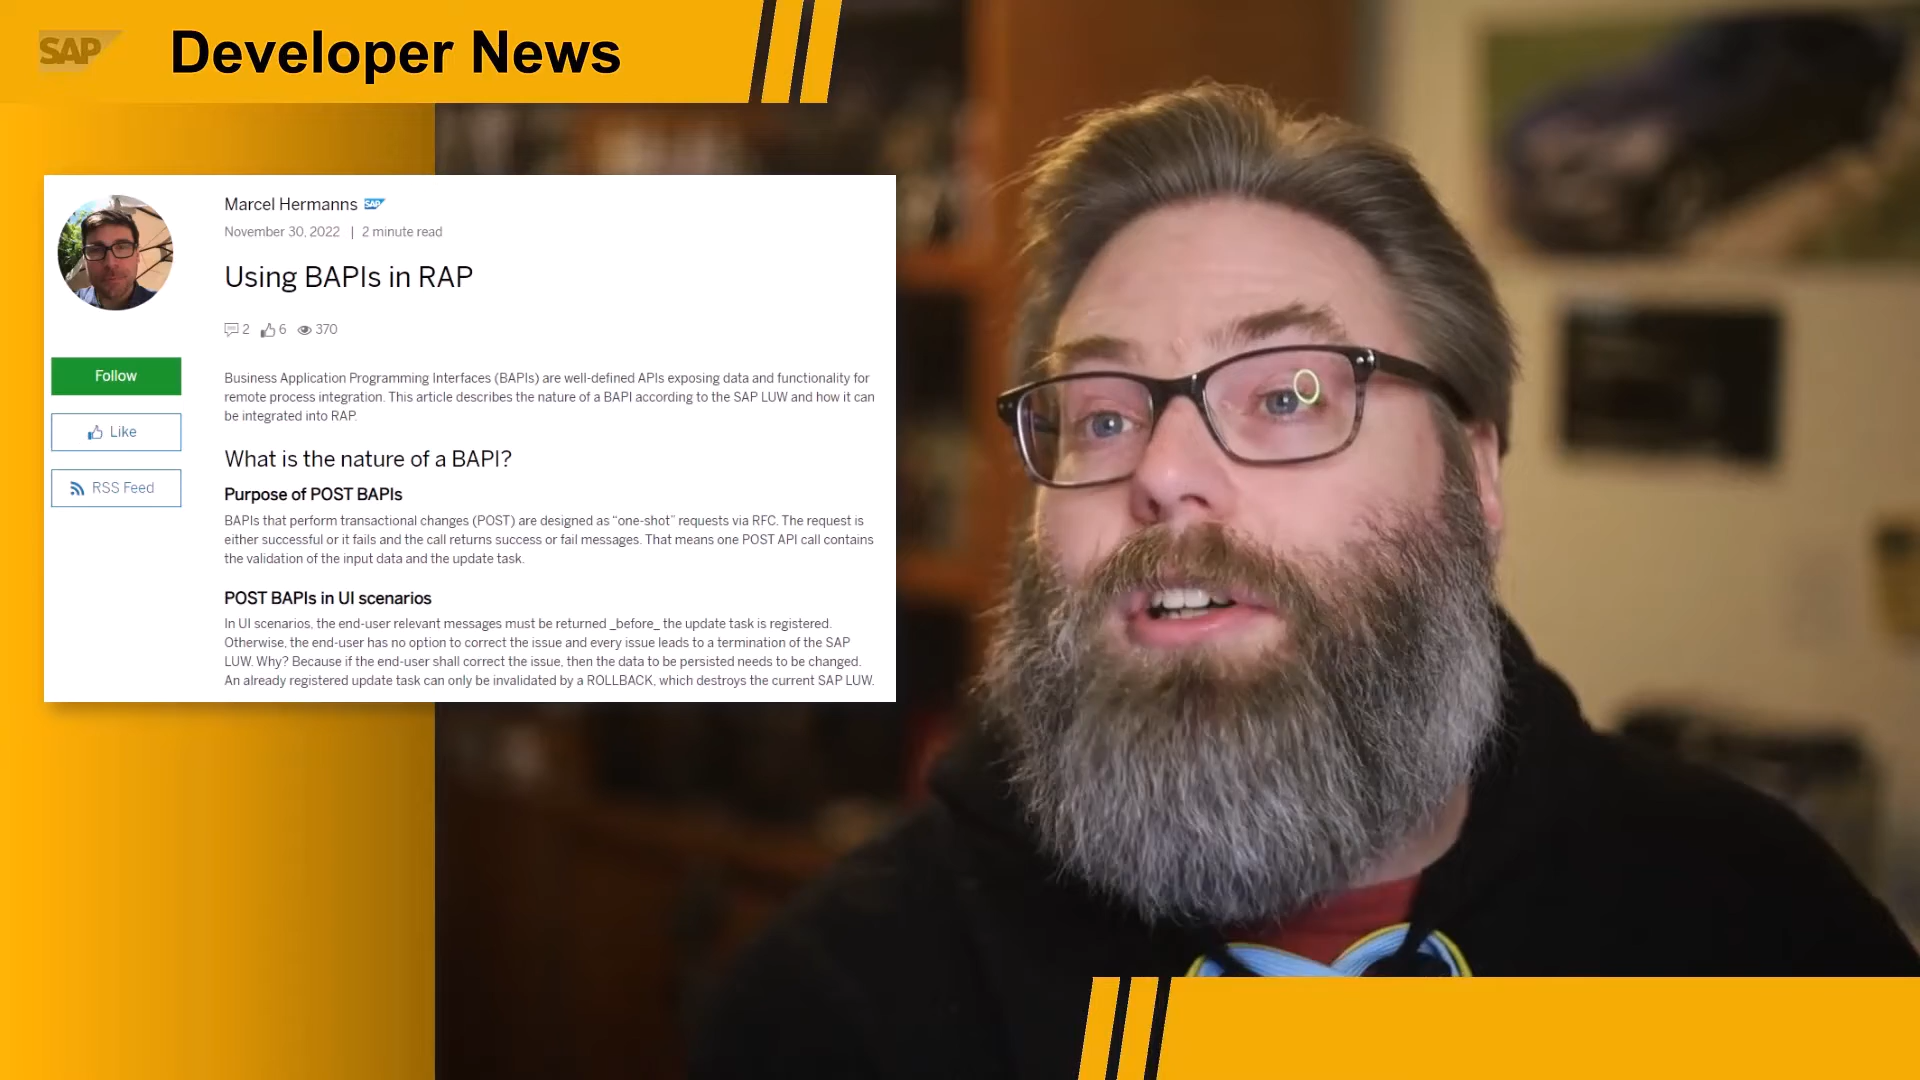 SAP Developer News
Marcel Hermanns SAP
November 30, 2022 | 2 minute read
Using BAPIs in RAP
2 6 370
Follow
Like
RSS Feed
Business Application Programming Interfaces (BAPIs) are well-defined APIs exposing data and functionality for
remote process integration. This article describes the nature of a BAPI according to the SAP LUW and how it can
be integrated into RAP.
What is the nature of a BAPI?
Purpose of POST BAPIs
BAPIs that perform transactional changes (POST) are designed as “one-shot” requests via RFC. The request is
either successful or it fails and the call returns success or fail messages. That means one POST API call contains
the validation of the input data and the update task.
POST BAPIs in UI scenarios
In UI scenarios, the end-user relevant messages must be returned _before_ the update task is registered.
Otherwise, the end-user has no option to correct the issue and every issue leads to a termination of the SAP
LUW. Why? Because if the end-user shall correct the issue, then the data to be persisted needs to be changed.
An already registered update task can only be invalidated by a ROLLBACK, which destroys the current SAP LUW.